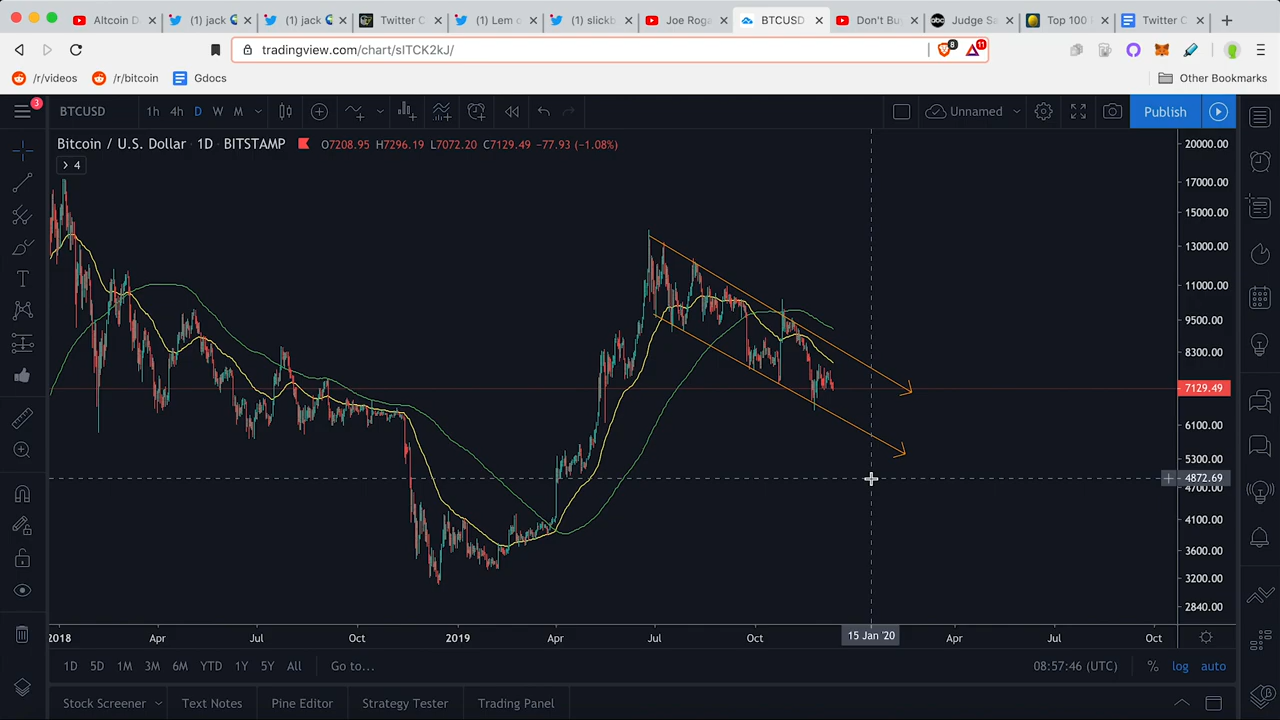 Altcoin D
(1) jack
(1) jack
Twitter C
(1) Lem o
(1) slickb
Joe Roga
BTCUSD
Don't Buy
Judge Sa
Top 100 I
Twitter C
tradingview.com/chart/sITCK2kJ/
8
11
/r/videos
/r/bitcoin
Gdocs
Other Bookmarks
3
BTCUSD
1h 4h D W M
Unnamed
Publish
Bitcoin / U.S. Dollar 1D BITSTAMP
O7208.95 H7296.19 L7072.20 C7129.49 −77.93 (−1.08%)
4
20000.00
17000.00
15000.00
13000.00
11000.00
9500.00
8300.00
7129.49
6100.00
5300.00
4872.69
4700.00
4100.00
3600.00
3200.00
2840.00
2018 Apr Jul Oct 2019 Apr Jul Oct 15 Jan '20 Apr Jul Oct
1D 5D 1M 3M 6M YTD 1Y 5Y All Go to...
08:57:46 (UTC) % log auto
Stock Screener Text Notes Pine Editor Strategy Tester Trading Panel